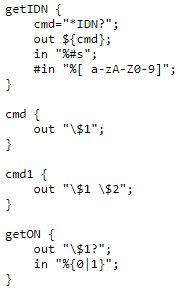 getIDN {
    cmd="*IDN?";
    out ${cmd};
    in "%#s";
    #in "%[ a-zA-Z0-9]";
}

cmd {
    out "\$1";
}

cmd1 {
    out "\$1 \$2";
}

getON {
    out "\$1?";
    in "%{0|1}";
}